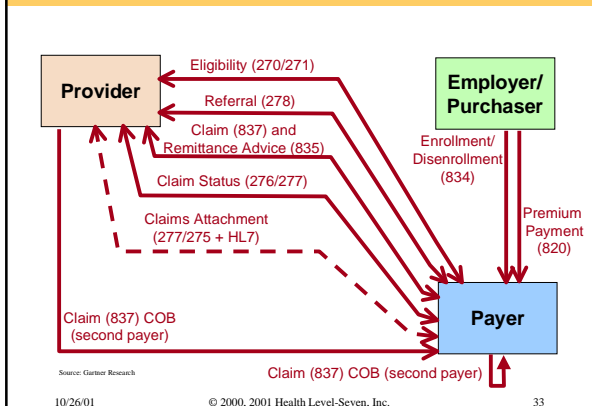 Provider
Eligibility (270/271)
Referral (278)
Claim (837) and
Remittance Advice (835)
Claim Status (276/277)
Claims Attachment
(277/275 + HL7)
Employer/
Purchaser
Enrollment/
Disenrollment
(834)
Premium
Payment
(820)
Payer
Claim (837) COB
(second payer)
Claim (837) COB (second payer)
Source: Gartner Research
10/26/01
© 2000, 2001 Health Level-Seven, Inc.
33